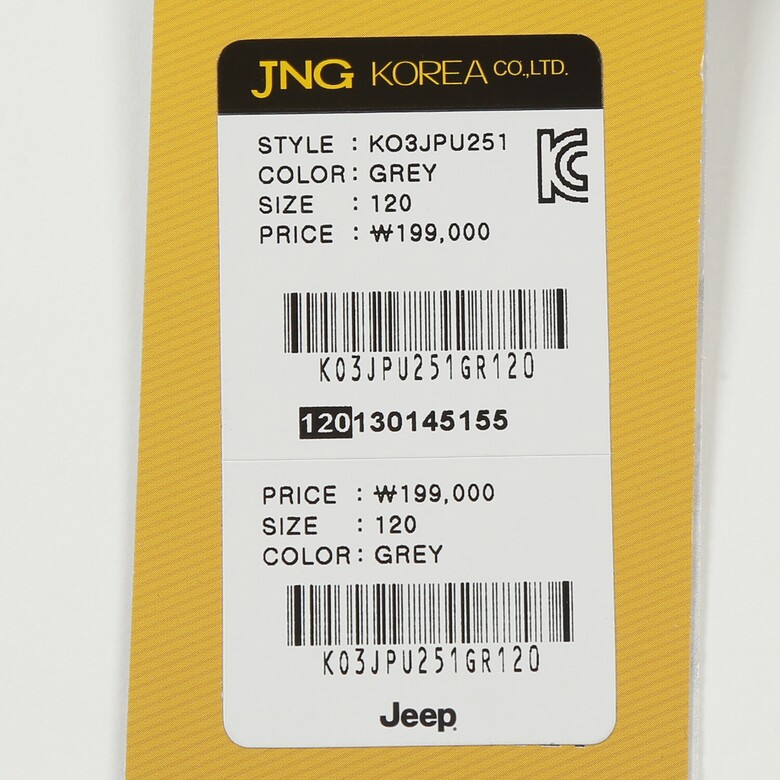 JNG KOREA CO.,LTD.
STYLE : KO3JPU251
COLOR : GREY
SIZE : 120
PRICE : ₩199,000
KO3JPU251GR120
120130145155
PRICE : ₩199,000
SIZE : 120
COLOR : GREY
KO3JPU251GR120
Jeep